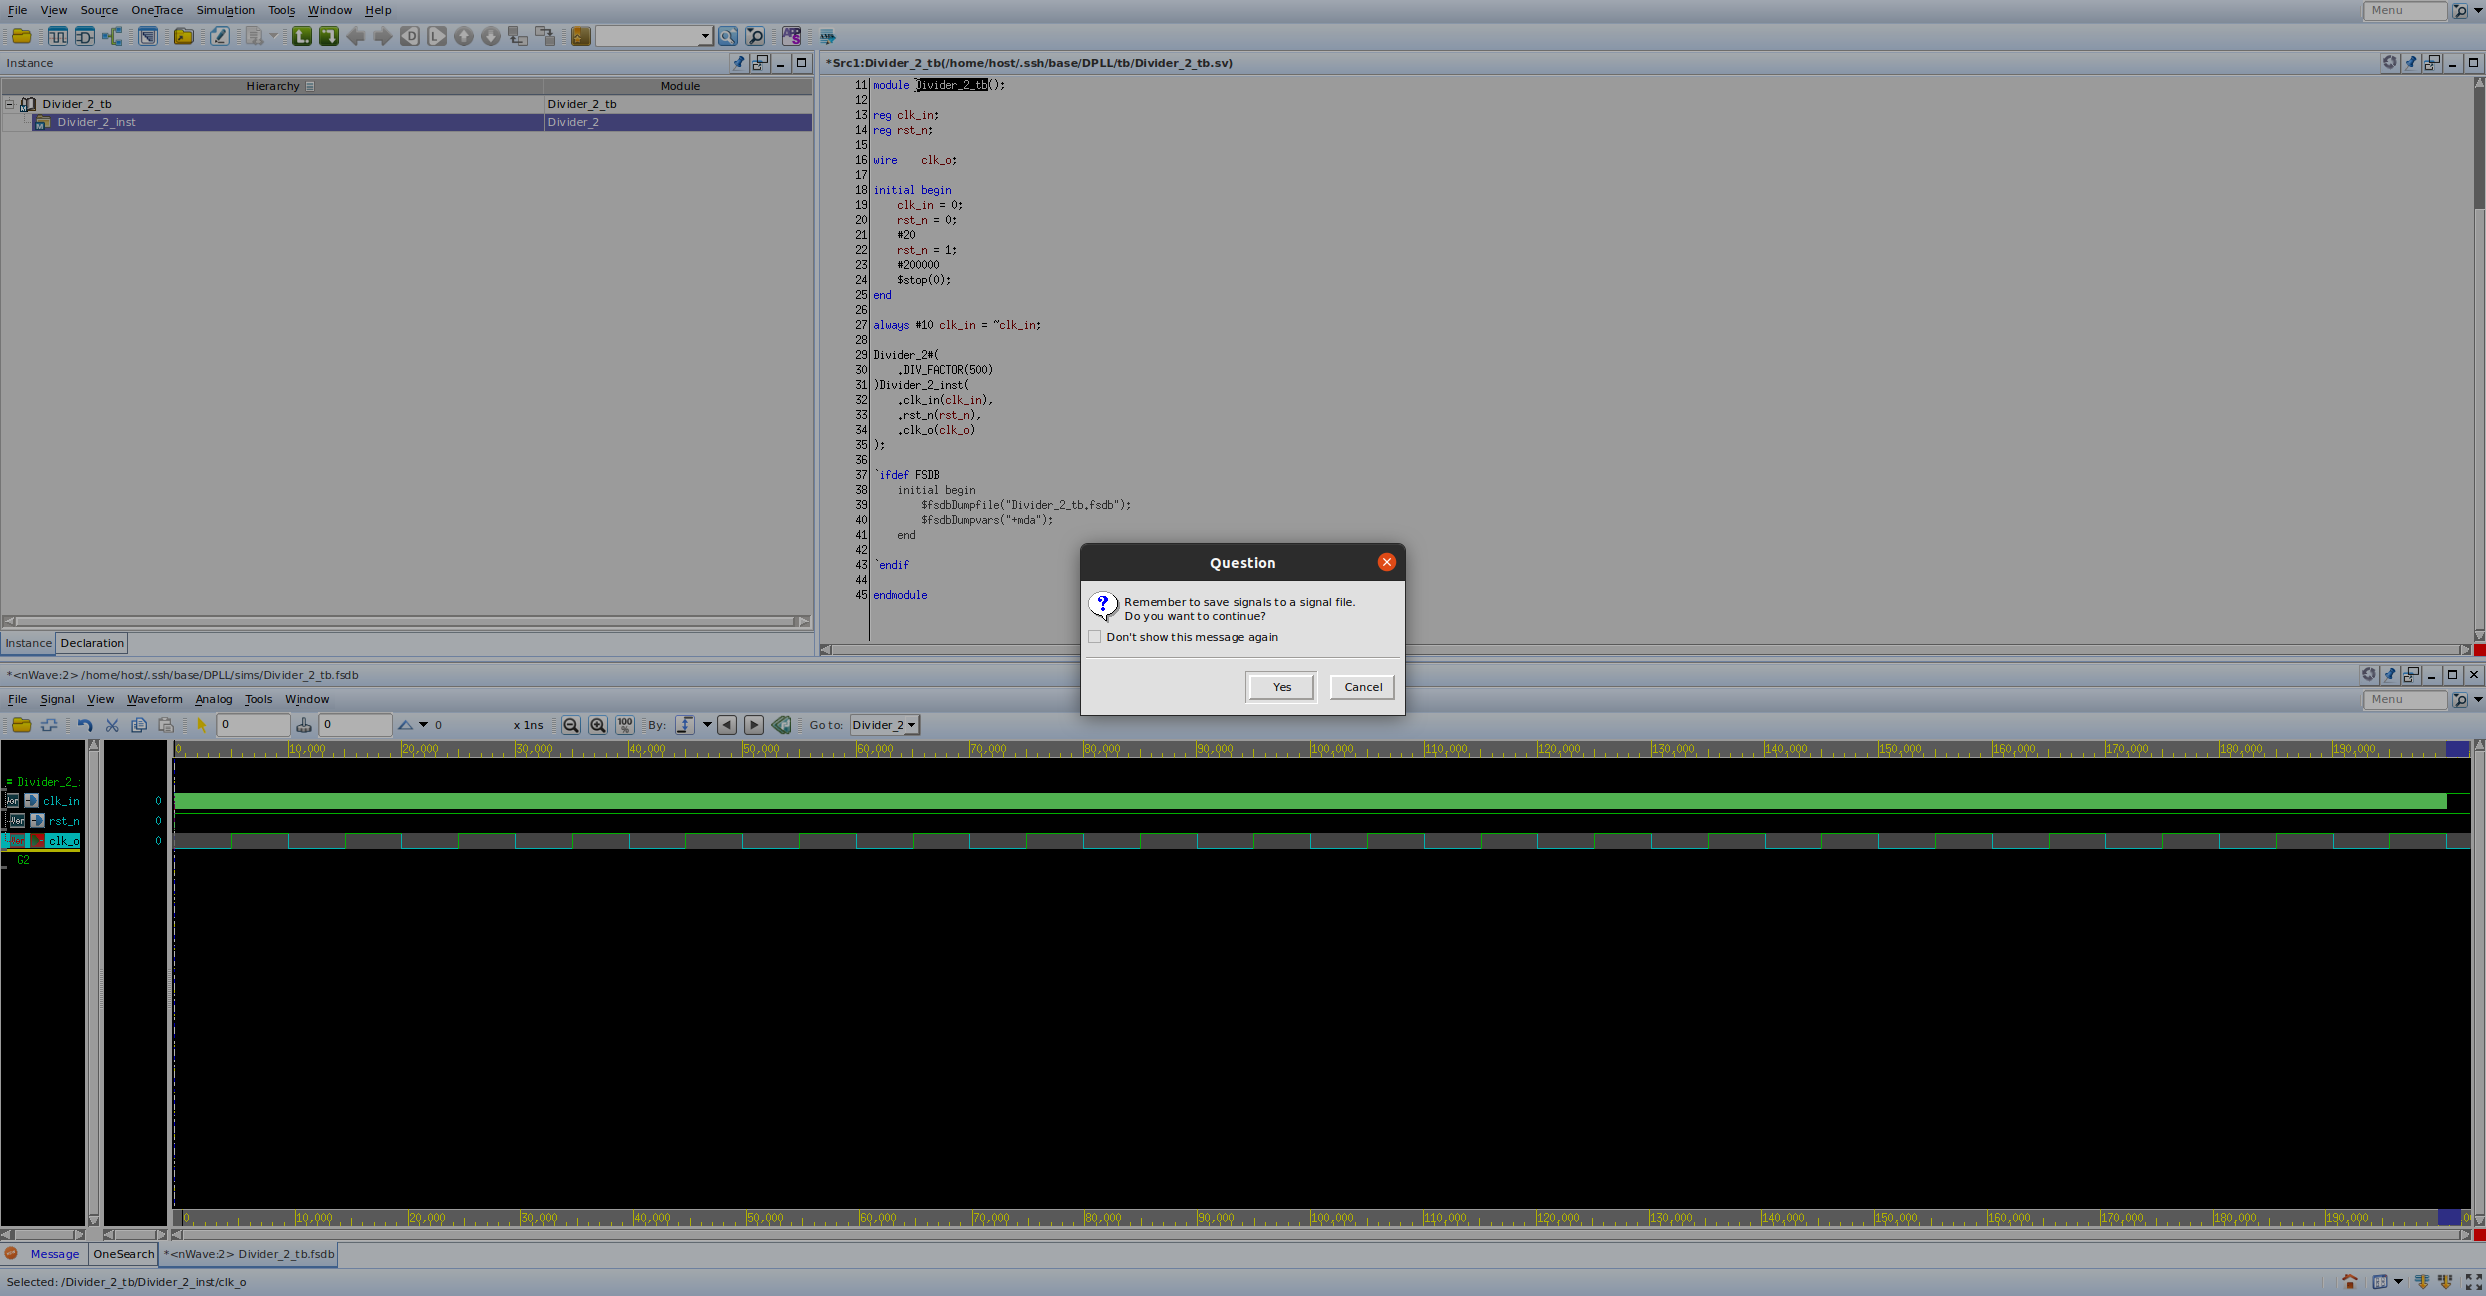 File View Source OneTrace Simulation Tools Window Help
Menu
Instance
*Src1:Divider_2_tb(/home/host/.ssh/base/DPLL/tb/Divider_2_tb.sv)
Hierarchy Module
Divider_2_tb Divider_2_tb
Divider_2_inst Divider_2
11 module Divider_2_tb();
12
13 reg clk_in;
14 reg rst_n;
15
16 wire clk_o;
17
18 initial begin
19 clk_in = 0;
20 rst_n = 0;
21 #20
22 rst_n = 1;
23 #200000
24 $stop(0);
25 end
26
27 always #10 clk_in = ~clk_in;
28
29 Divider_2#(
30 .DIV_FACTOR(500)
31 )Divider_2_inst(
32 .clk_in(clk_in),
33 .rst_n(rst_n),
34 .clk_o(clk_o)
35 );
36
37 `ifdef FSDB
38 initial begin
39 $fsdbDumpfile("Divider_2_tb.fsdb");
40 $fsdbDumpvars("+mda");
41 end
42
43 `endif
44
45 endmodule
Instance Declaration
Question
Remember to save signals to a signal file.
Do you want to continue?
Don't show this message again
Yes Cancel
*<nWave:2> /home/host/.ssh/base/DPLL/sims/Divider_2_tb.fsdb
File Signal View Waveform Analog Tools Window
Menu
0 0 0 x 1ns 100% By: Go to: Divider_2
0 10,000 20,000 30,000 40,000 50,000 60,000 70,000 80,000 90,000 100,000 110,000 120,000 130,000 140,000 150,000 160,000 170,000 180,000 190,000
= Divider_2_
clk_in 0
rst_n 0
clk_o 0
G2
0 10,000 20,000 30,000 40,000 50,000 60,000 70,000 80,000 90,000 100,000 110,000 120,000 130,000 140,000 150,000 160,000 170,000 180,000 190,000
Message OneSearch *<nWave:2> Divider_2_tb.fsdb
Selected: /Divider_2_tb/Divider_2_inst/clk_o